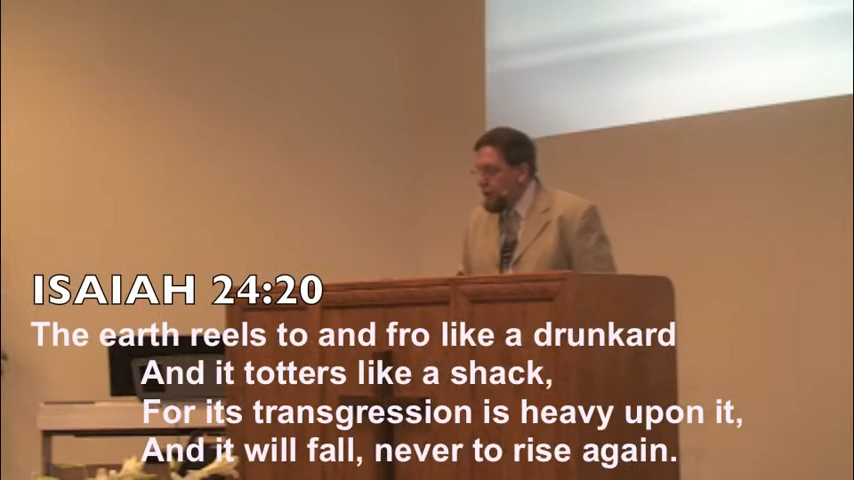 ISAIAH 24:20
The earth reels to and fro like a drunkard
And it totters like a shack,
For its transgression is heavy upon it,
And it will fall, never to rise again.